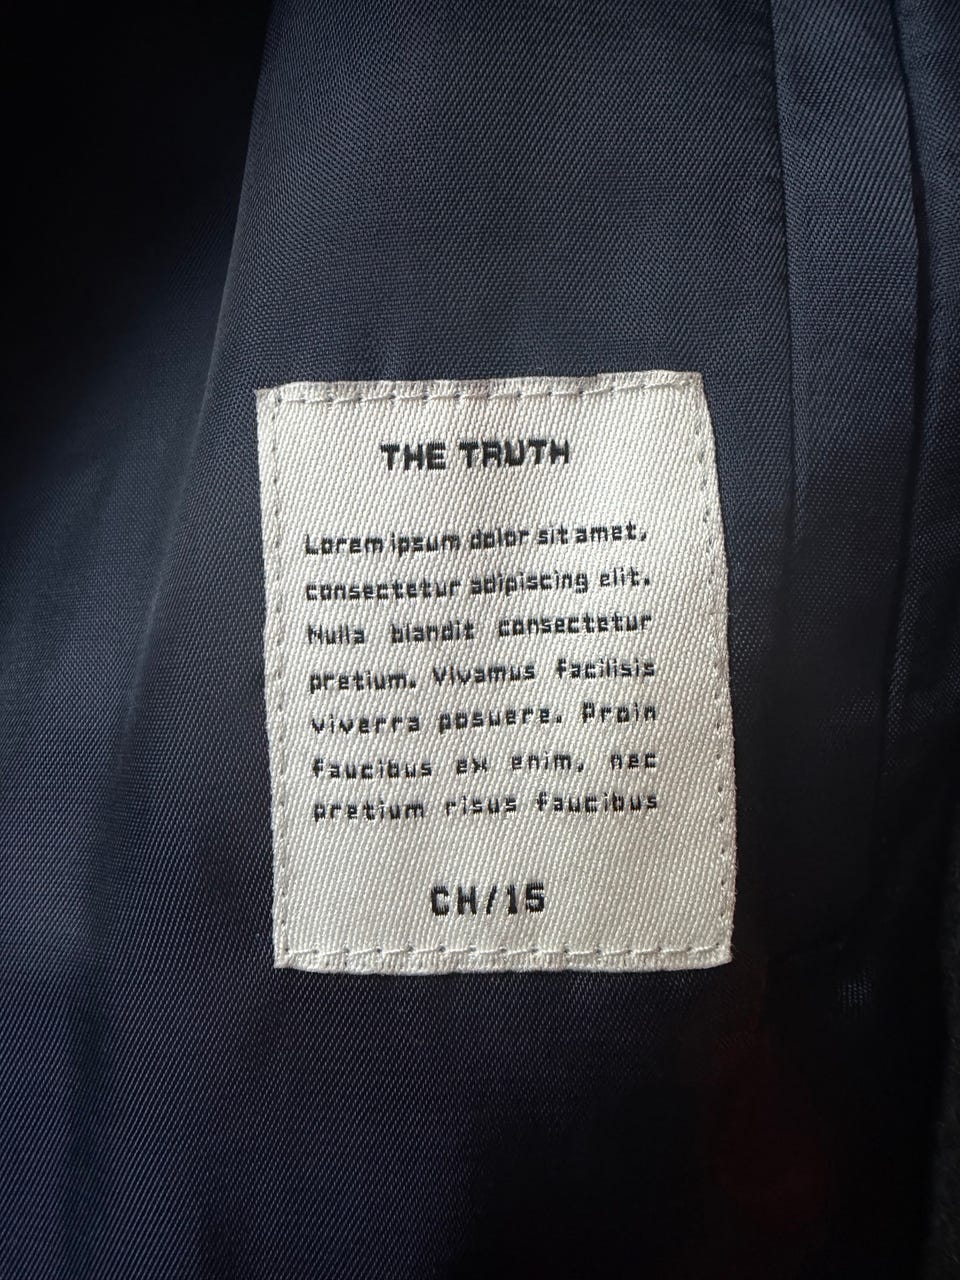 THE TRUTH
Lorem ipsum dolor sit amet,
consectetur adipiscing elit.
Nulla blandit consectetur
pretium. Vivamus facilisis
viverra posuere. Proin
faucibus ex enim, nec
pretium risus faucibus
CH/15